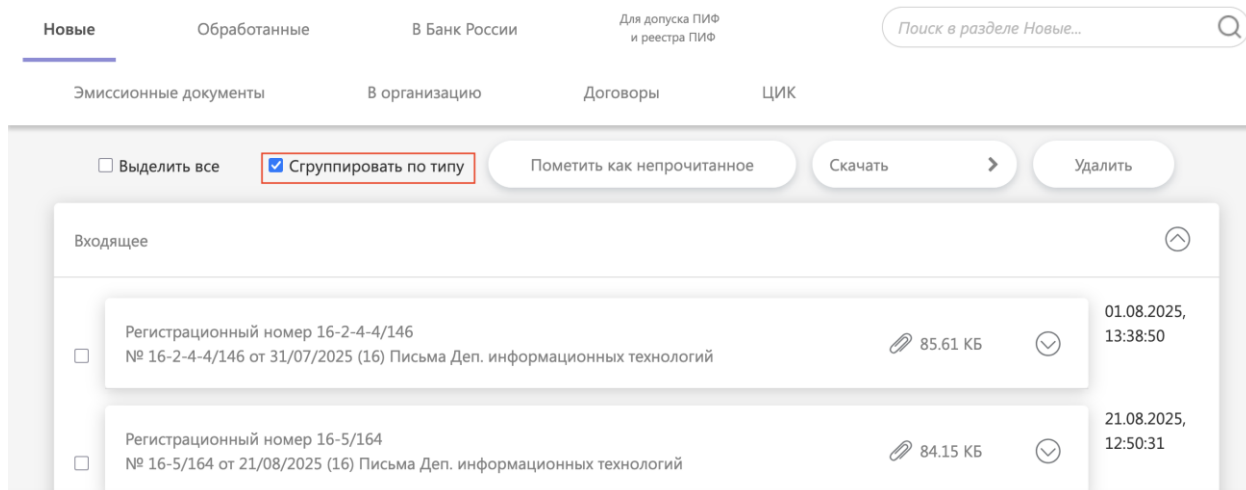 Новые
Обработанные
В Банк России
Для допуска ПИФ
и реестра ПИФ
Поиск в разделе Новые...
Эмиссионные документы
В организацию
Договоры
ЦИК
Выделить все
Сгруппировать по типу
Пометить как непрочитанное
Скачать
Удалить
Входящее
Регистрационный номер 16-2-4-4/146
№ 16-2-4-4/146 от 31/07/2025 (16) Письма Деп. информационных технологий
85.61 КБ
01.08.2025,
13:38:50
Регистрационный номер 16-5/164
№ 16-5/164 от 21/08/2025 (16) Письма Деп. информационных технологий
84.15 КБ
21.08.2025,
12:50:31